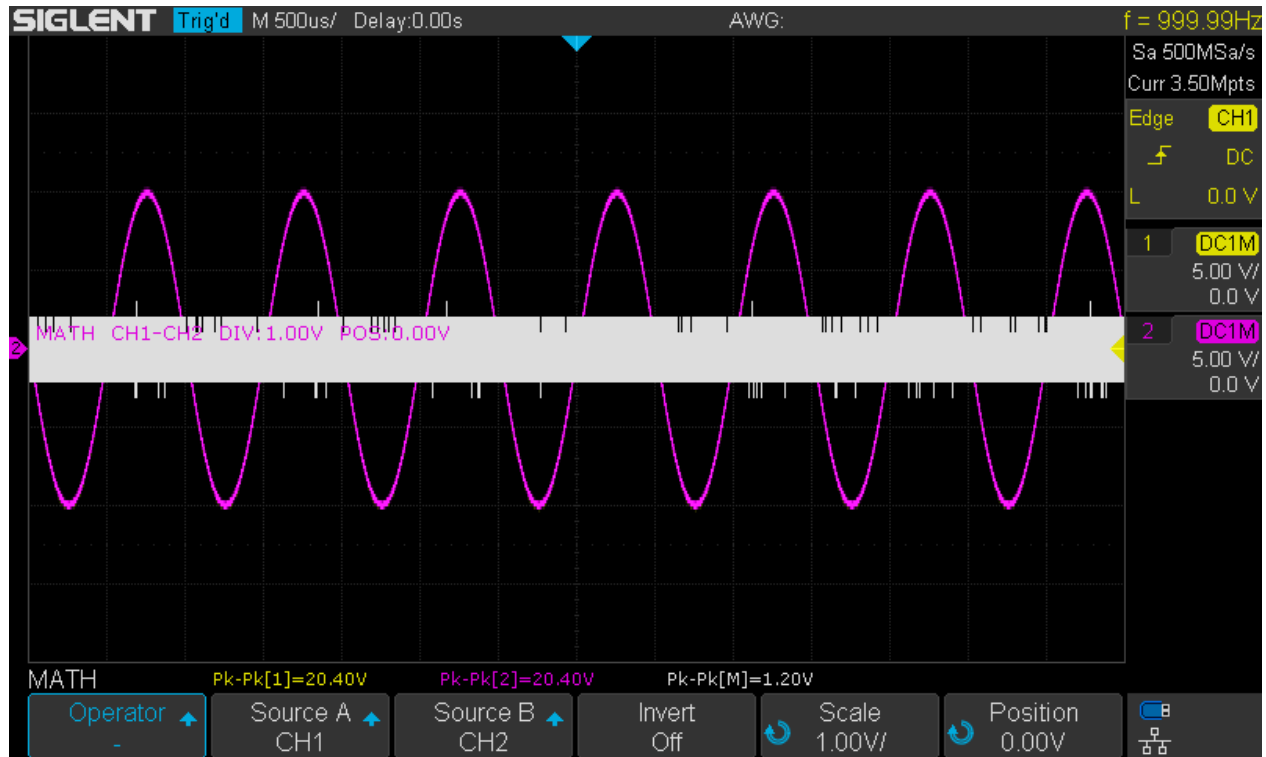 SIGLENT Trig'd M 500us/ Delay:0.00s AWG: f = 999.99Hz
Sa 500MSa/s
Curr 3.50Mpts
Edge CH1
DC
L 0.0 V
1 DC1M
5.00 V/
0.0 V
MATH CH1-CH2 DIV:1.00V POS:0.00V
2 DC1M
2
5.00 V/
0.0 V
MATH Pk-Pk[1]=20.40V Pk-Pk[2]=20.40V Pk-Pk[M]=1.20V
Operator Source A Source B Invert Scale Position
- CH1 CH2 Off 1.00V/ 0.00V